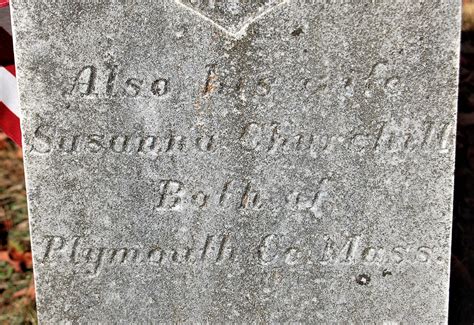 Also his wife
Susanna Churchill
Both of
Plymouth Co Mass.